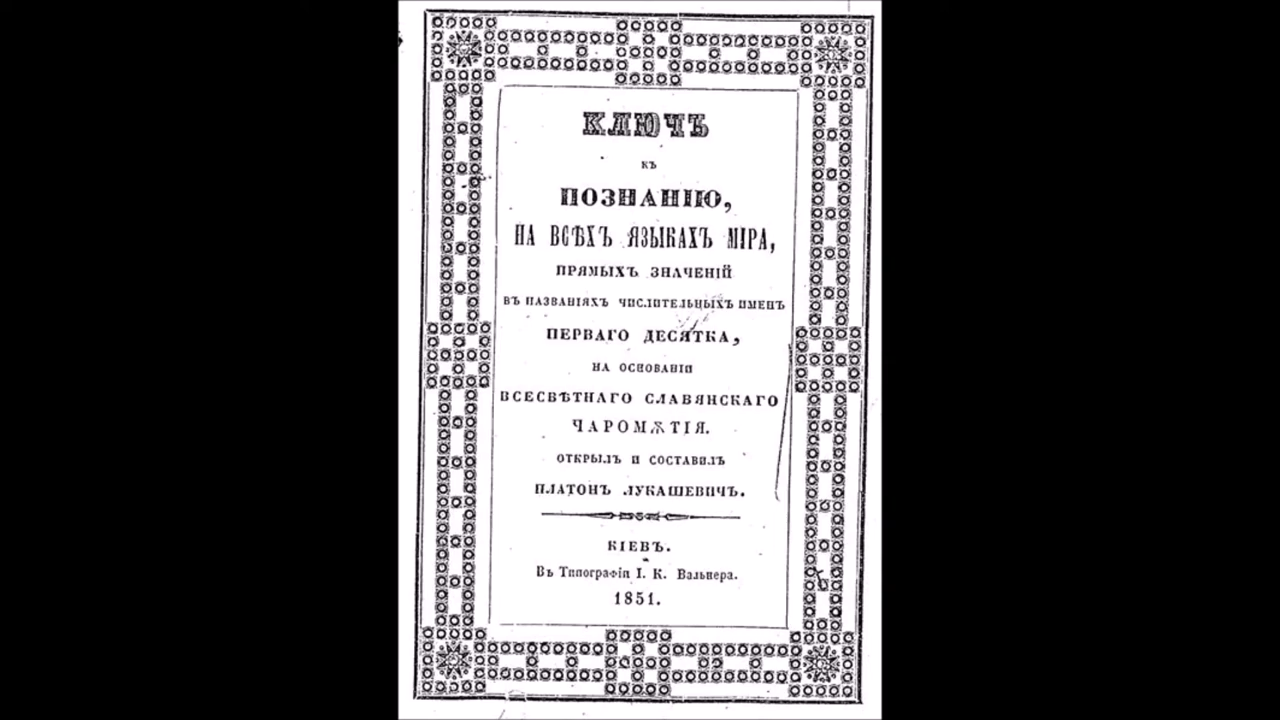 КЛЮЧЪ
КЪ
ПОЗНАНІЮ,
НА ВСѢХЪ ЯЗЫКАХЪ МІРА,
ПРЯМЫХЪ ЗНАЧЕНІЙ
ВЪ НАЗВАНІЯХЪ ЧИСЛИТЕЛЬНЫХЪ ИМЕНЪ
ПЕРВАГО ДЕСЯТКА,
НА ОСНОВАНІИ
ВСЕСВѢТНАГО СЛАВЯНСКАГО
ЧАРОМѪТІЯ.
ОТКРЫЛЪ И СОСТАВИЛЪ
ПЛАТОНЪ ЛУКАШЕВИЧЪ.
КІЕВЪ.
Въ Типографіи І. К. Вальнера.
1851.